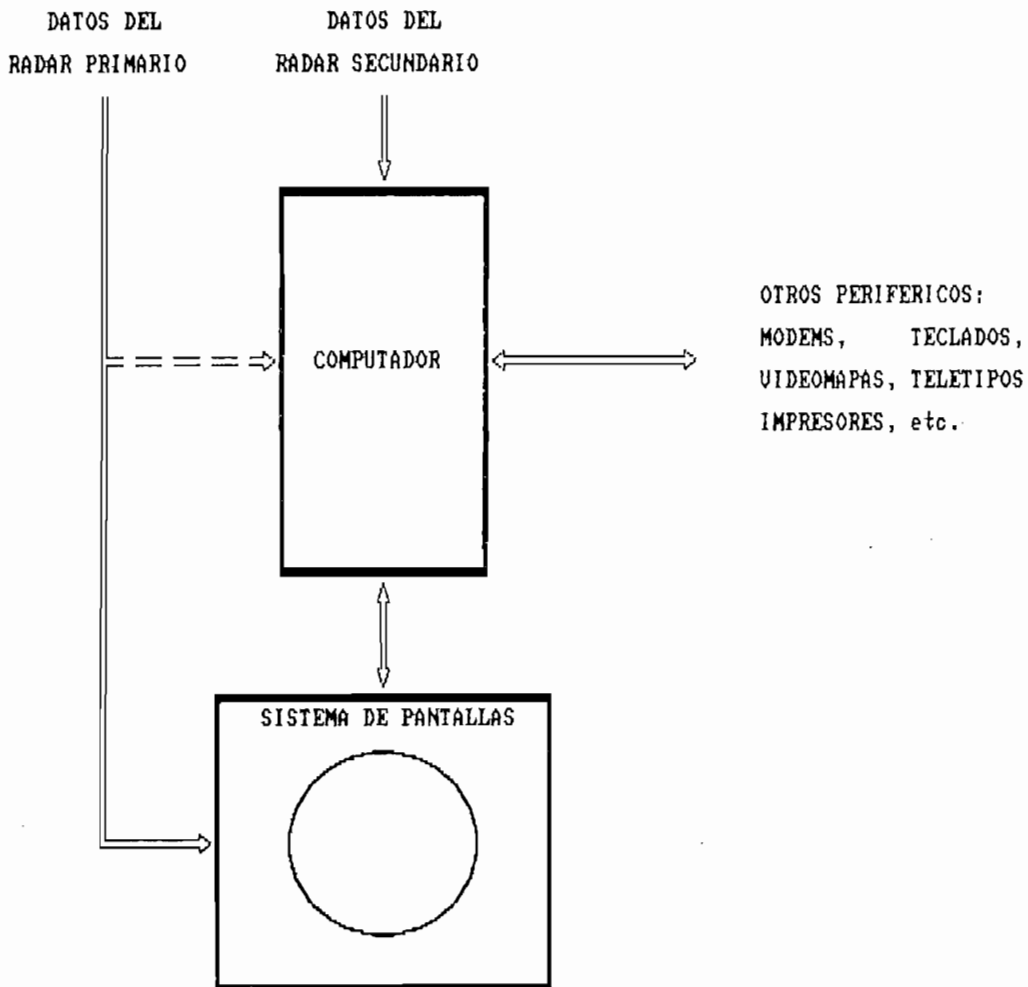 DATOS DEL
RADAR PRIMARIO
DATOS DEL
RADAR SECUNDARIO
COMPUTADOR
OTROS PERIFERICOS:
MODEMS, TECLADOS,
VIDEOMAPAS, TELETIPOS
IMPRESORES, etc.
SISTEMA DE PANTALLAS